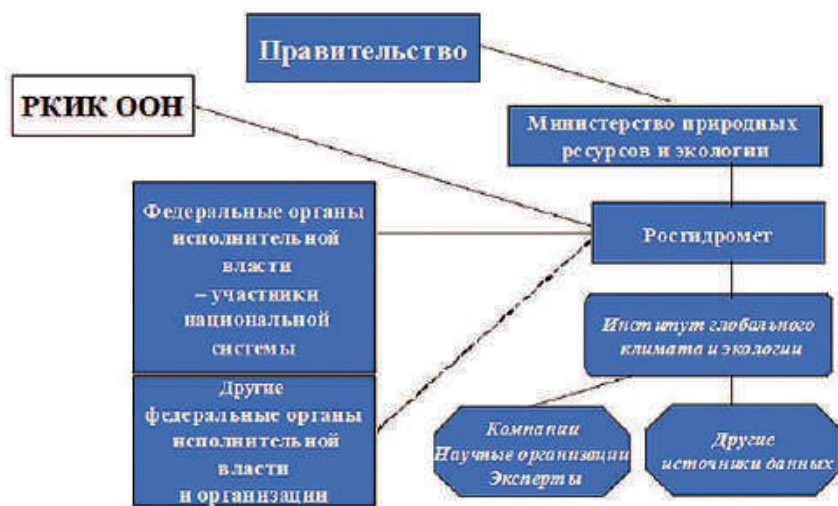 Правительство
РКИК ООН
Министерство природных
ресурсов и экологии
Федеральные органы
исполнительной
власти
– участники
национальной
системы
Росгидромет
Институт глобального
климата и экологии
Другие
федеральные органы
исполнительной
власти
и организации
Компании
Научные организации
Эксперты
Другие
источники данных